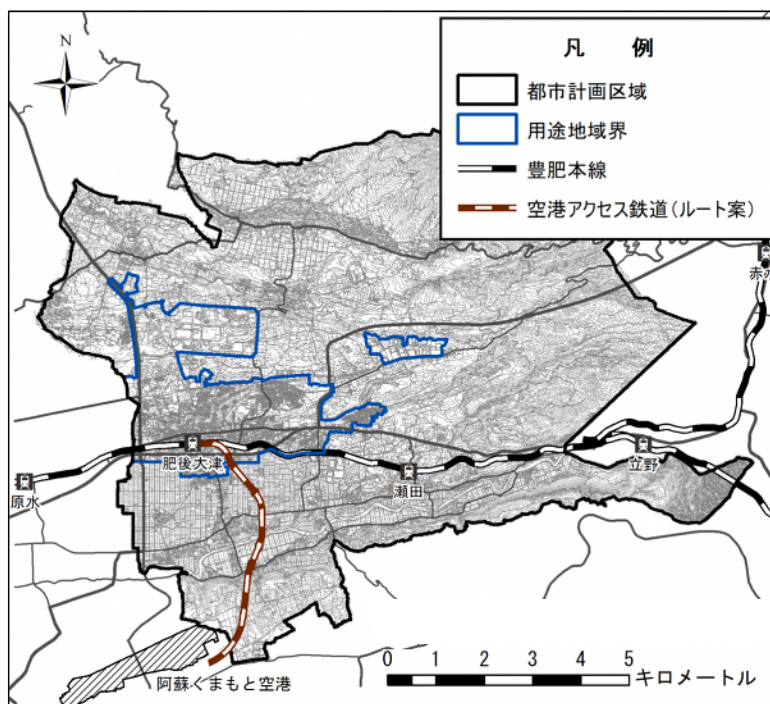 N
凡 例
都市計画区域
用途地域界
豊肥本線
空港アクセス鉄道(ルート案)
肥後大津
原水
瀬田
立野
阿蘇くまもと空港
0 1 2 3 4 5
キロメートル